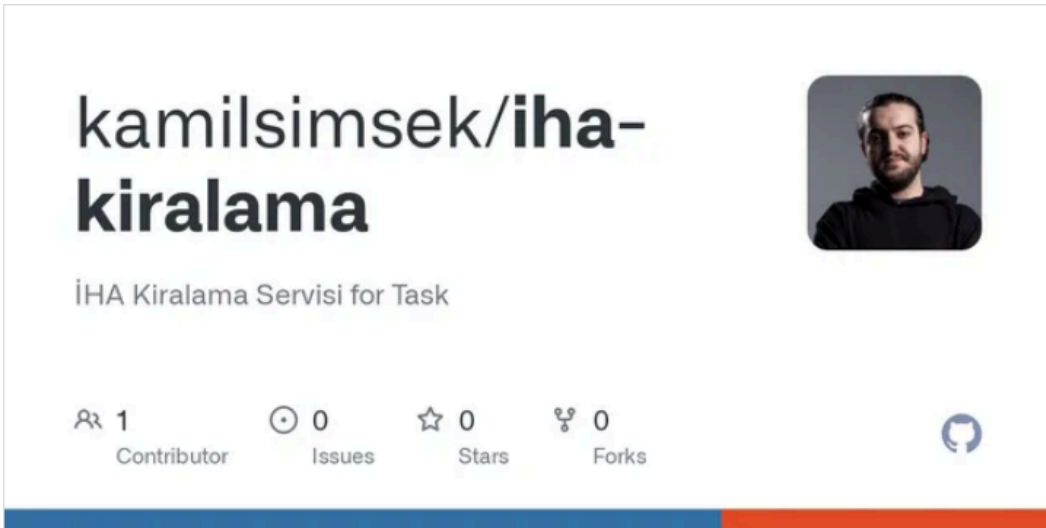 kamilsimsek/iha-
kiralama
İHA Kiralama Servisi for Task
1
Contributor
0
Issues
0
Stars
0
Forks